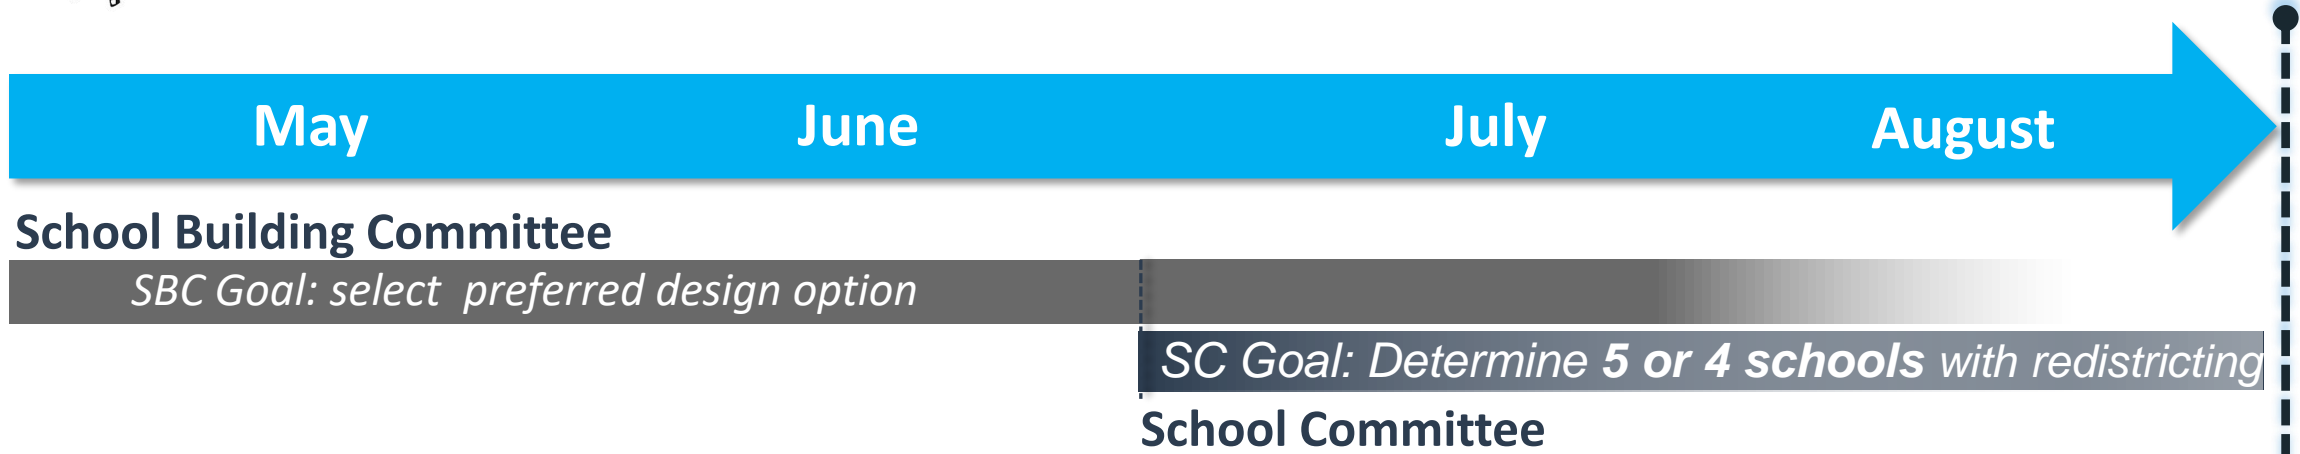 May June July August
School Building Committee
SBC Goal: select preferred design option
SC Goal: Determine 5 or 4 schools with redistricting
School Committee